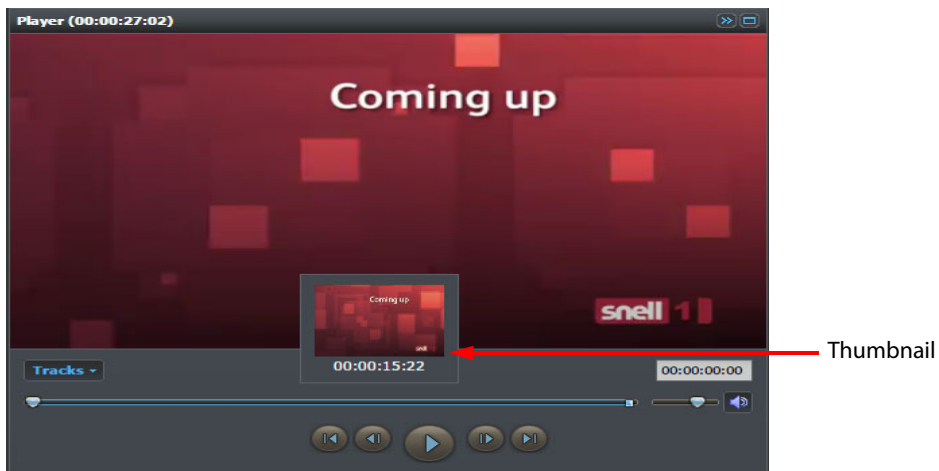 Player (00:00:27:02)
Coming up
snell 1
Coming up
snell
00:00:15:22
Thumbnail
Tracks
00:00:00:00